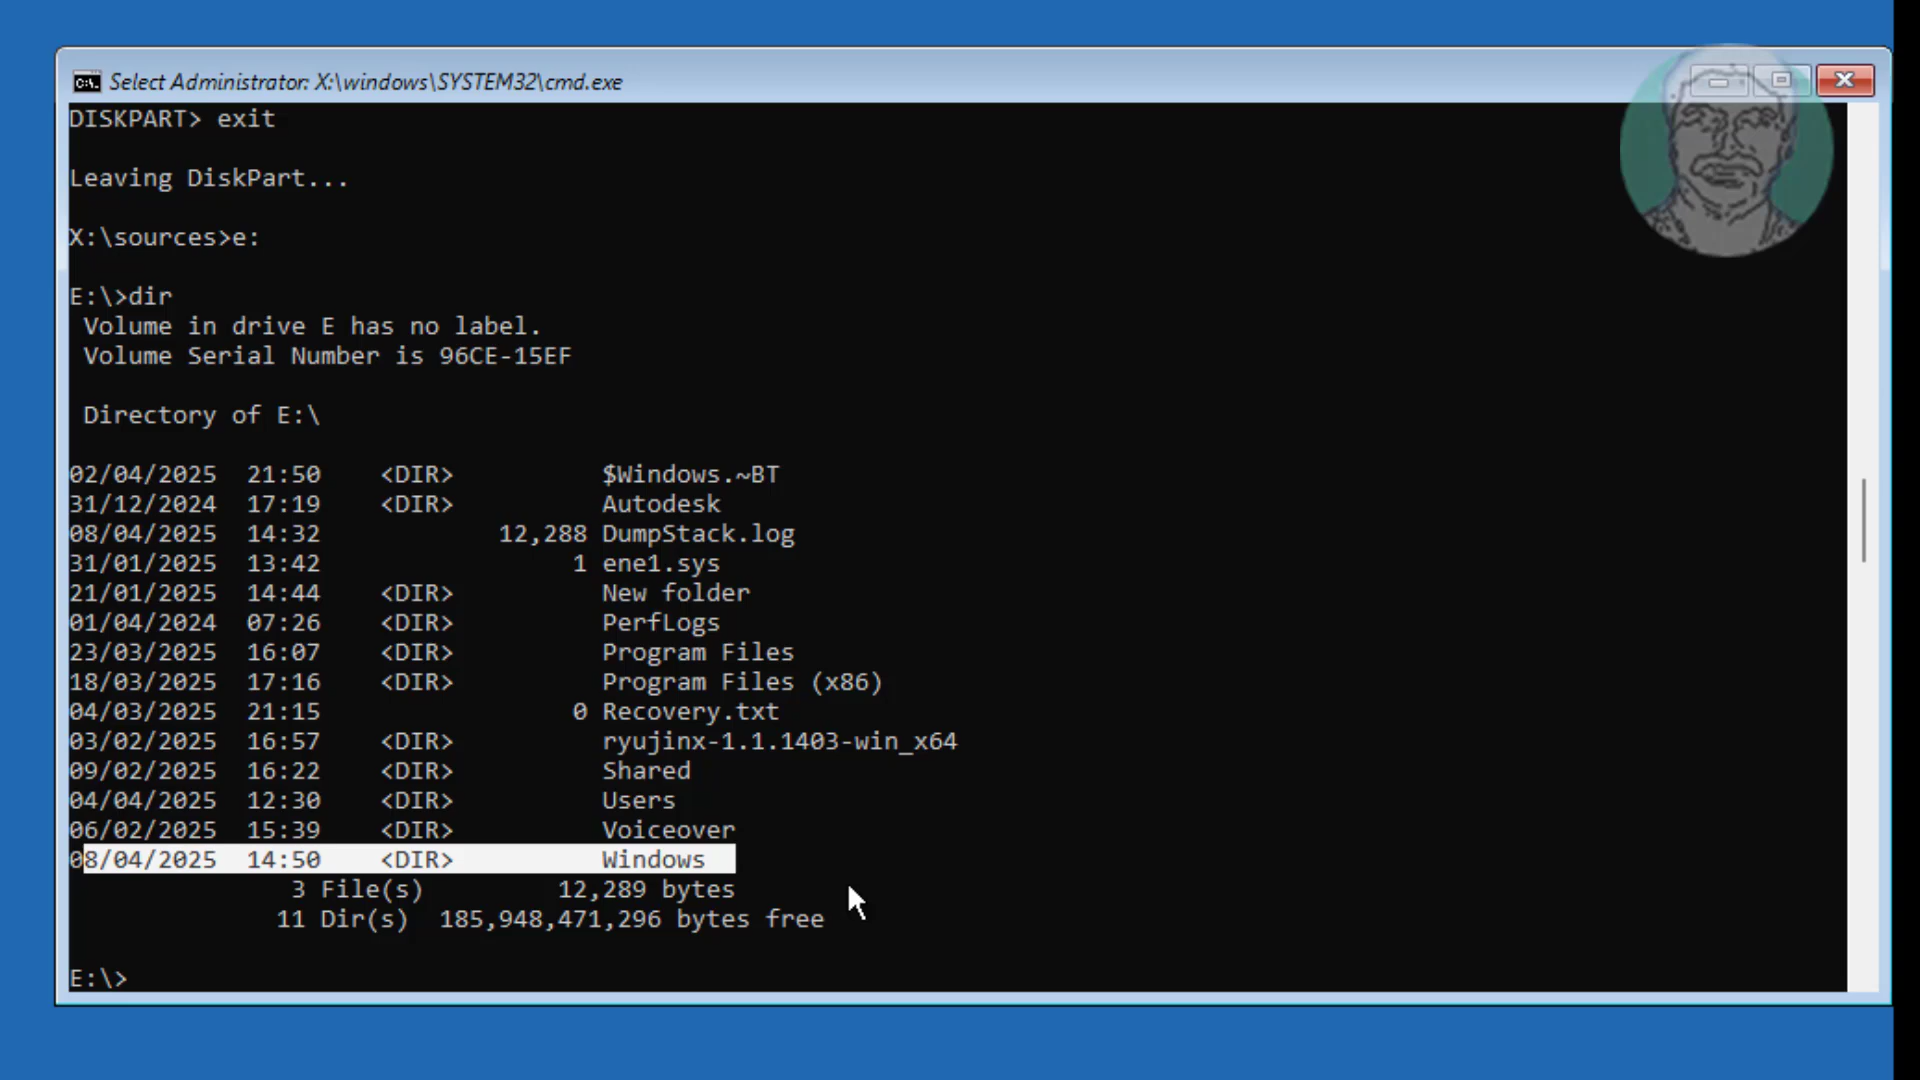 Select Administrator: X:\windows\SYSTEM32\cmd.exe
DISKPART> exit
Leaving DiskPart...
X:\sources>e:
E:\>dir
Volume in drive E has no label.
Volume Serial Number is 96CE-15EF
Directory of E:\
02/04/2025  21:50    <DIR>          $Windows.~BT
31/12/2024  17:19    <DIR>          Autodesk
08/04/2025  14:32            12,288 DumpStack.log
31/01/2025  13:42                 1 ene1.sys
21/01/2025  14:44    <DIR>          New folder
01/04/2024  07:26    <DIR>          PerfLogs
23/03/2025  16:07    <DIR>          Program Files
18/03/2025  17:16    <DIR>          Program Files (x86)
04/03/2025  21:15                 0 Recovery.txt
03/02/2025  16:57    <DIR>          ryujinx-1.1.1403-win_x64
09/02/2025  16:22    <DIR>          Shared
04/04/2025  12:30    <DIR>          Users
06/02/2025  15:39    <DIR>          Voiceover
08/04/2025  14:50    <DIR>          Windows
3 File(s)         12,289 bytes
11 Dir(s)  185,948,471,296 bytes free
E:\>